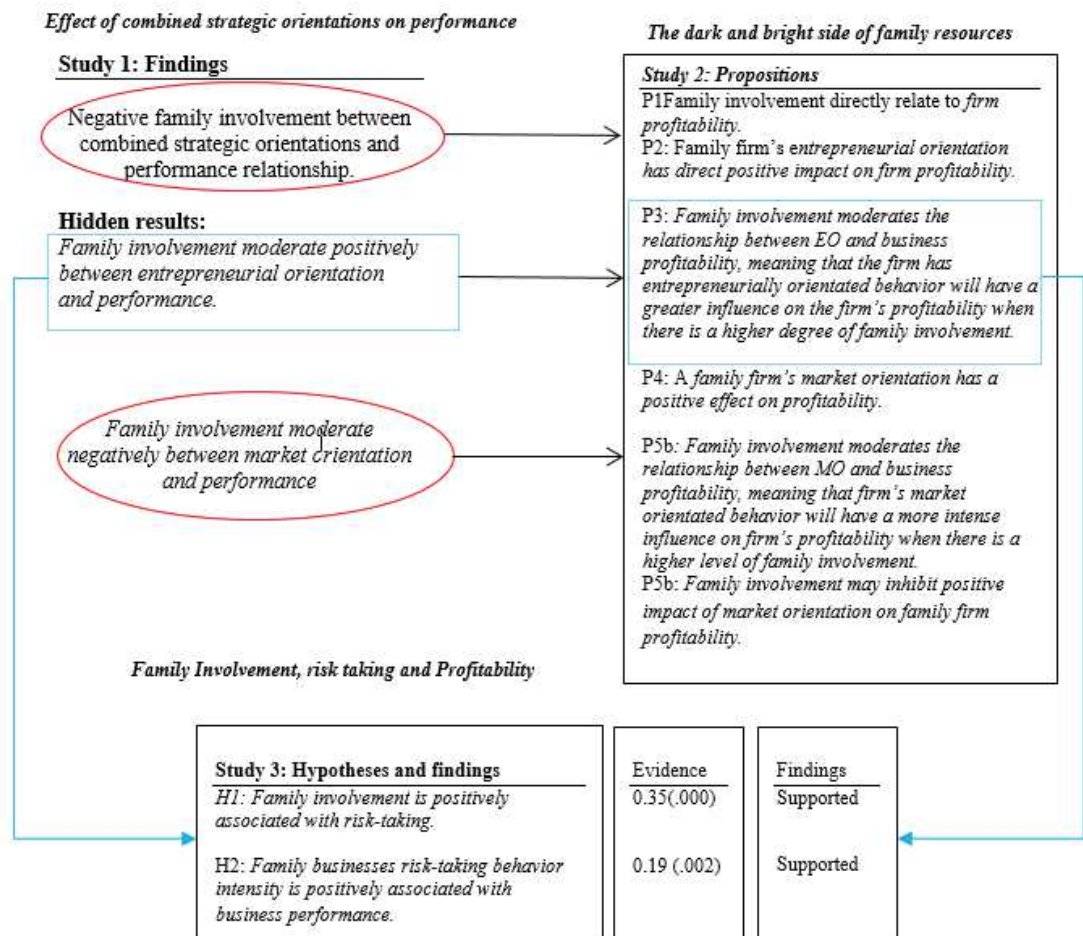 Effect of combined strategic orientations on performance
The dark and bright side of family resources
Study 1: Findings
Negative family involvement between
combined strategic orientations and
performance relationship.
Hidden results:
Family involvement moderate positively
between entrepreneurial orientation
and performance.
Family involvement moderate
negatively between market orientation
and performance
Study 2: Propositions
P1Family involvement directly relate to firm
profitability.
P2: Family firm's entrepreneurial orientation
has direct positive impact on firm profitability.
P3: Family involvement moderates the
relationship between EO and business
profitability, meaning that the firm has
entrepreneurially orientated behavior will have a
greater influence on the firm's profitability when
there is a higher degree of family involvement.
P4: A family firm's market orientation has a
positive effect on profitability.
P5b: Family involvement moderates the
relationship between MO and business
profitability, meaning that firm's market
orientated behavior will have a more intense
influence on firm's profitability when there is a
higher level of family involvement.
P5b: Family involvement may inhibit positive
impact of market orientation on family firm
profitability.
Family Involvement, risk taking and Profitability
Study 3: Hypotheses and findings
H1: Family involvement is positively
associated with risk-taking.
H2: Family businesses risk-taking behavior
intensity is positively associated with
business performance.
Evidence
0.35(.000)
0.19 (.002)
Findings
Supported
Supported